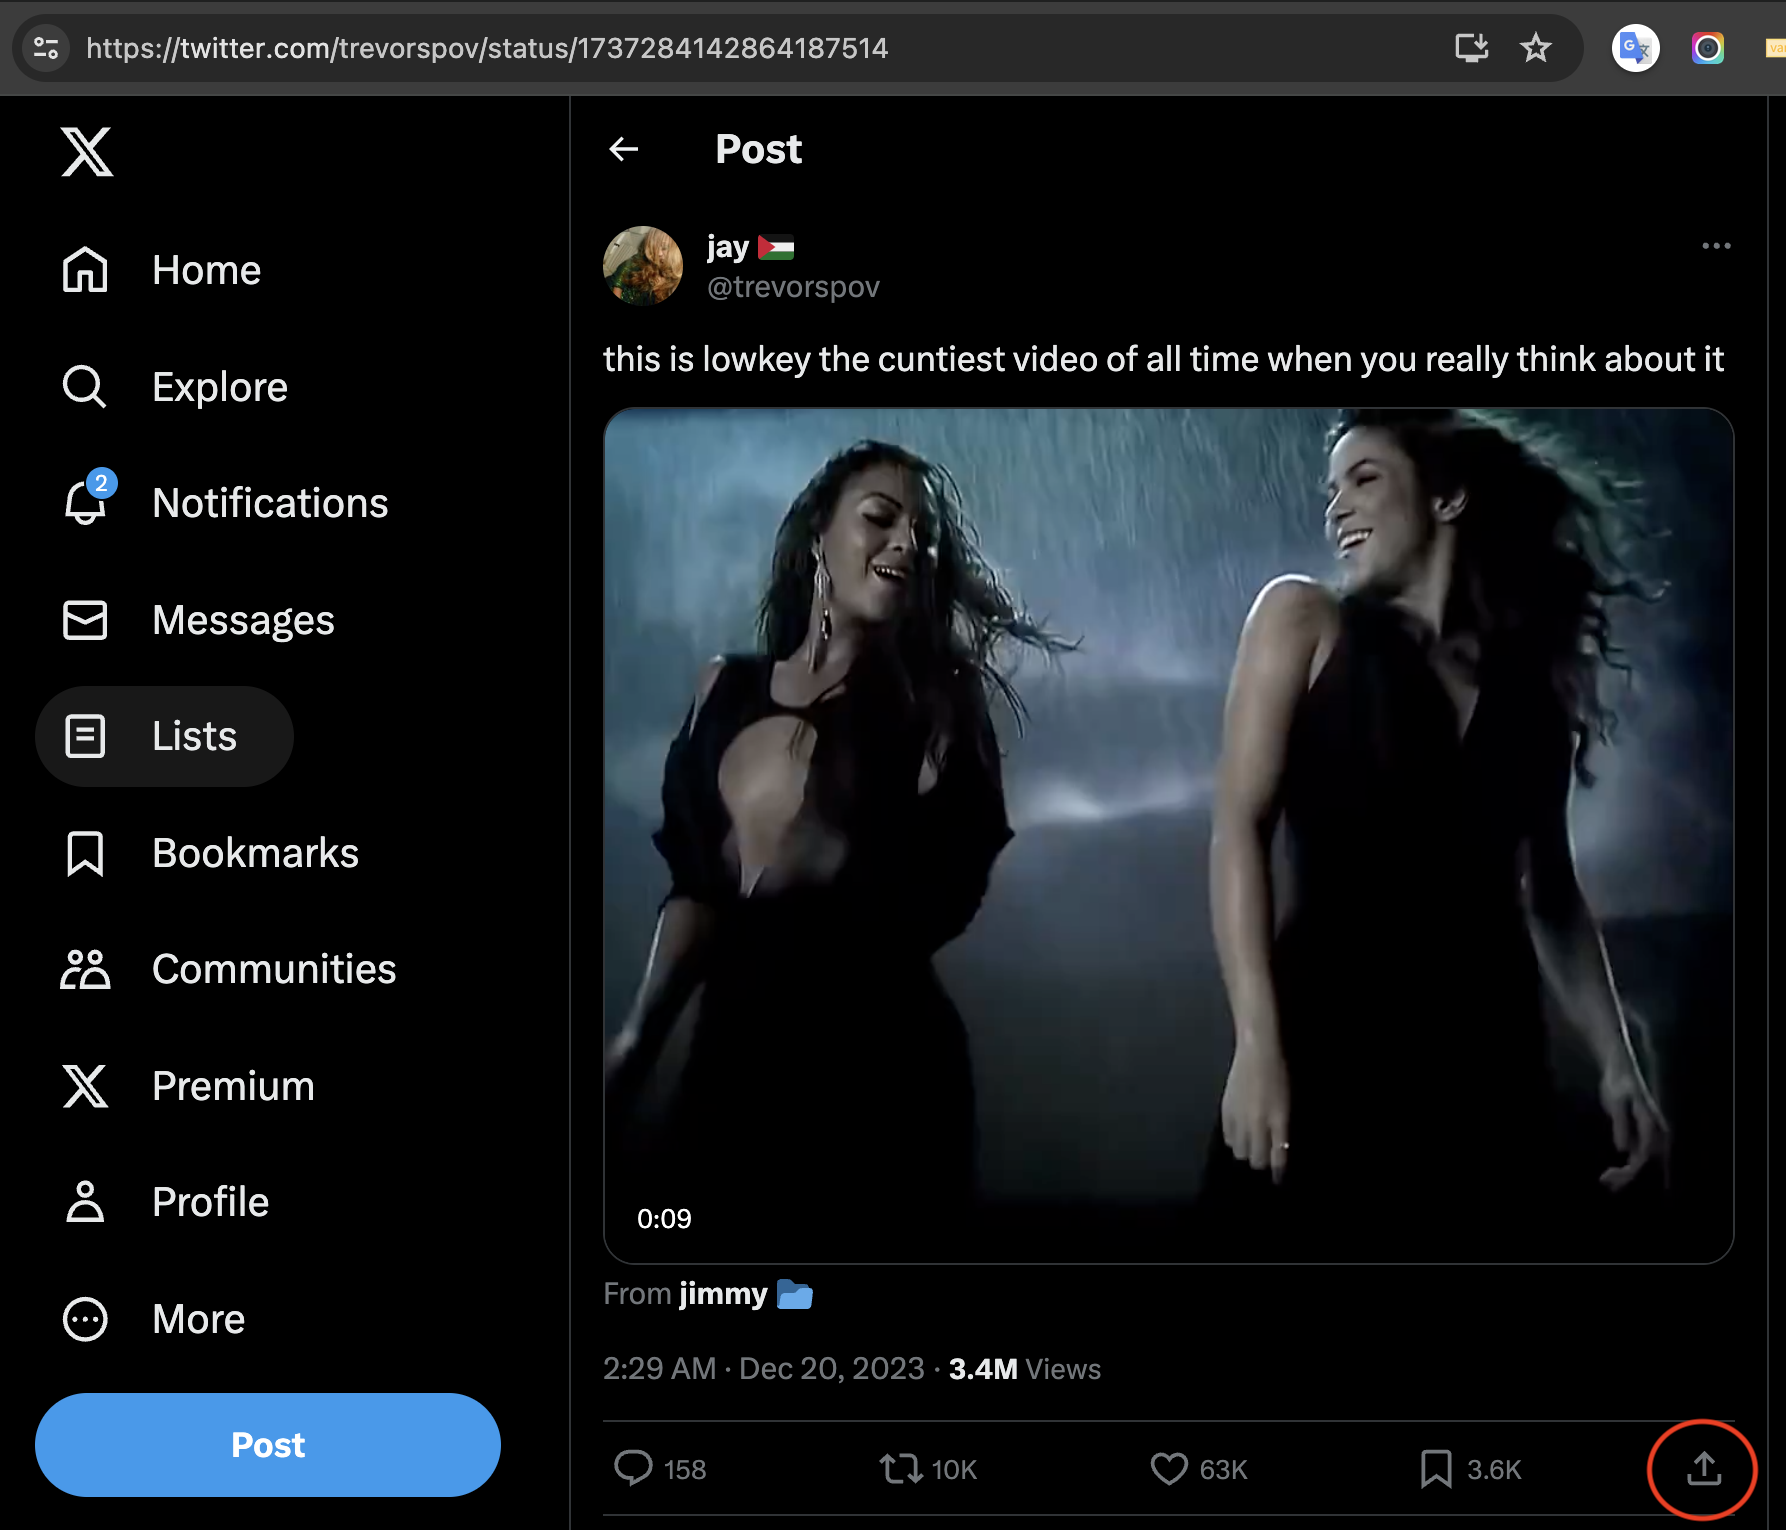 https://twitter.com/trevorspov/status/1737284142864187514
Post
Home
Explore
2
Notifications
Messages
Lists
Bookmarks
Communities
Premium
Profile
More
Post
jay
@trevorspov
this is lowkey the cuntiest video of all time when you really think about it
0:09
From jimmy
2:29 AM · Dec 20, 2023 · 3.4M Views
158 10K 63K 3.6K